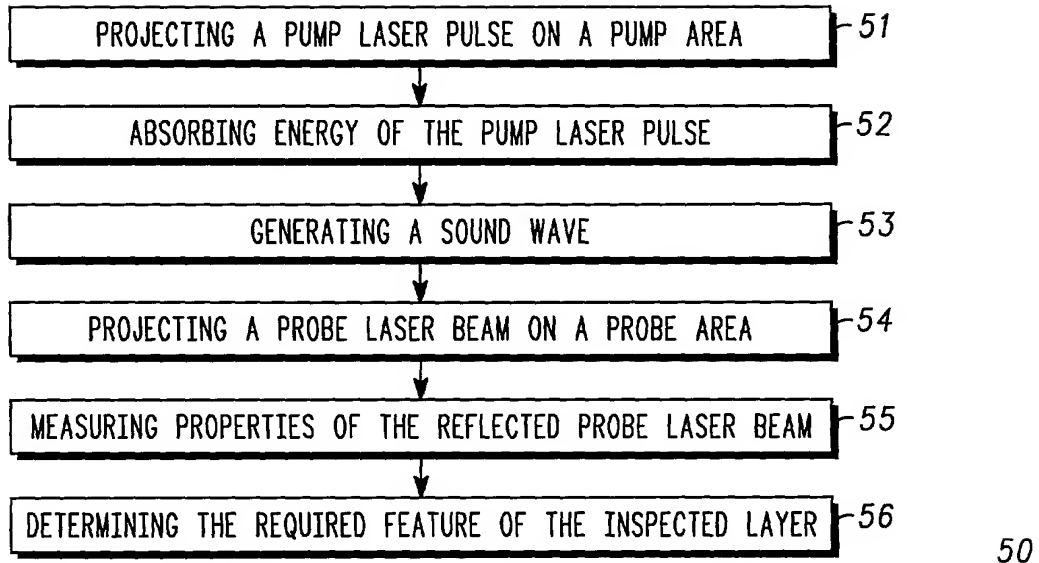 PROJECTING A PUMP LASER PULSE ON A PUMP AREA 51
ABSORBING ENERGY OF THE PUMP LASER PULSE 52
GENERATING A SOUND WAVE 53
PROJECTING A PROBE LASER BEAM ON A PROBE AREA 54
MEASURING PROPERTIES OF THE REFLECTED PROBE LASER BEAM 55
DETERMINING THE REQUIRED FEATURE OF THE INSPECTED LAYER 56
50